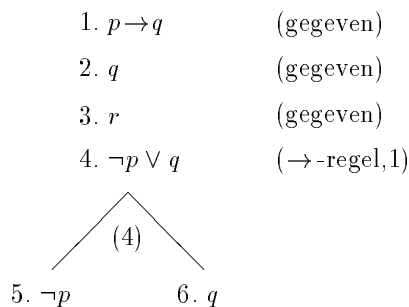 1. p→q (gegeven)
2. q (gegeven)
3. r (gegeven)
4. ¬p ∨ q (→-regel,1)
(4)
5. ¬p 6. q